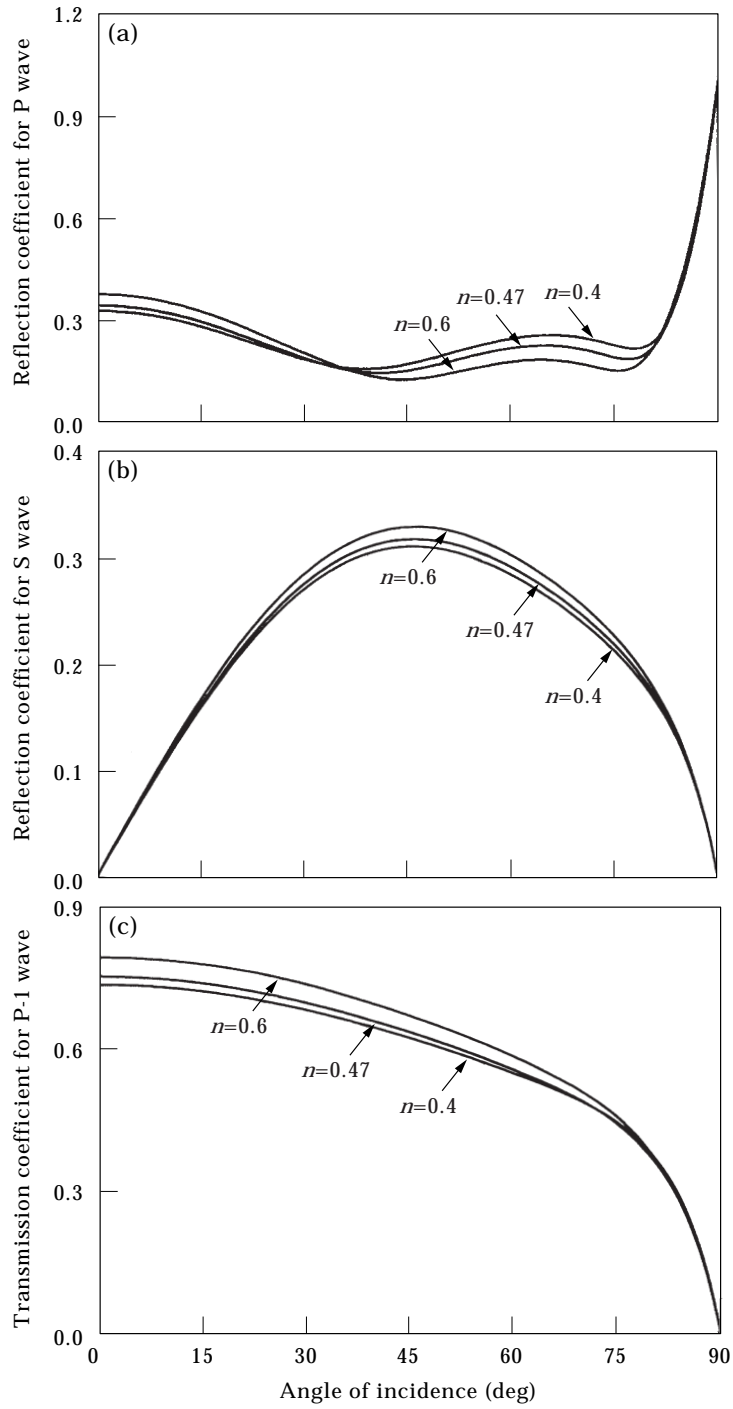 (a)
1.2
0.9
0.6
0.3
0.0
Reflection coefficient for P wave
n=0.6
n=0.47
n=0.4
(b)
0.4
0.3
0.2
0.1
0.0
Reflection coefficient for S wave
n=0.6
n=0.47
n=0.4
(c)
0.9
0.6
0.3
0.0
Transmission coefficient for P-1 wave
n=0.6
n=0.47
n=0.4
0 15 30 45 60 75 90
Angle of incidence (deg)